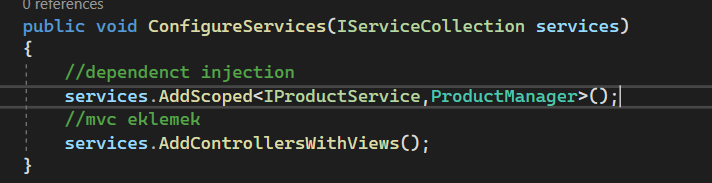 0 references
public void ConfigureServices(IServiceCollection services)
{
//dependenct injection
services.AddScoped<IProductService,ProductManager>();
//mvc eklemek
services.AddControllersWithViews();
}